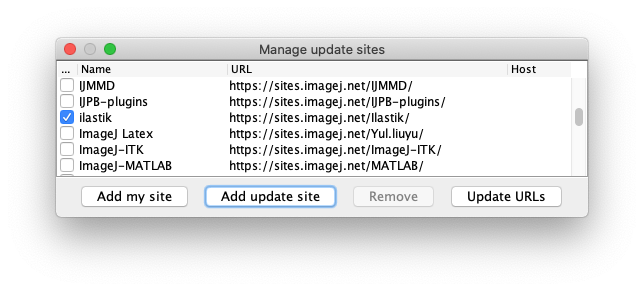 Manage update sites
... Name URL Host
IJMMD https://sites.imagej.net/IJMMD/
IJPB-plugins https://sites.imagej.net/IJPB-plugins/
ilastik https://sites.imagej.net/Ilastik/
ImageJ Latex https://sites.imagej.net/Yul.liuyu/
ImageJ-ITK https://sites.imagej.net/ImageJ-ITK/
ImageJ-MATLAB https://sites.imagej.net/MATLAB/
Add my site Add update site Remove Update URLs